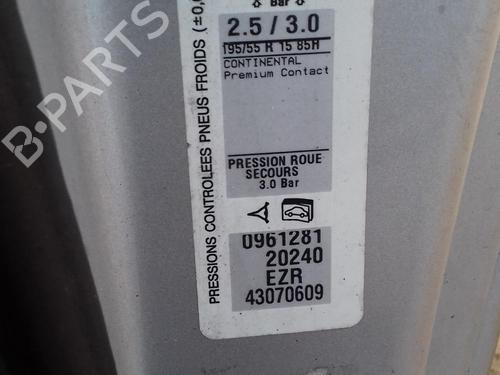 Bar
2.5 / 3.0
195/55 R 15 85H
CONTINENTAL
Premium Contact
PRESSION ROUE
SECOURS
3.0 Bar
0961281
20240
EZR
43070609
PRESSIONS CONTROLEES PNEUS FROIDS (±0,
B-PARTS